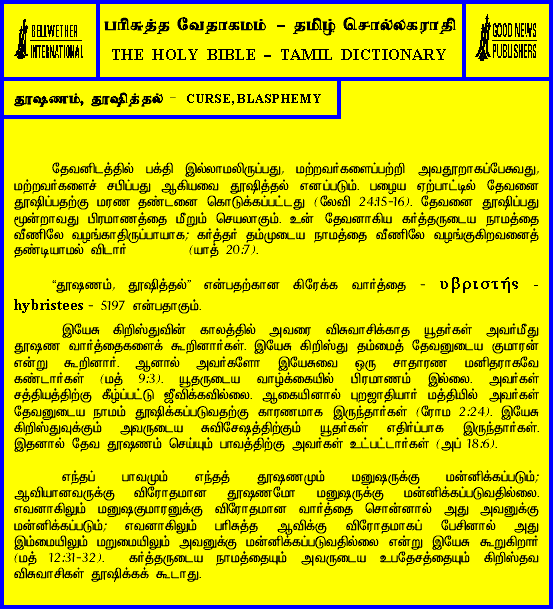 BELLWETHER
INTERNATIONAL
பரிசுத்த வேதாகமம் – தமிழ் சொல்லகராதி
THE HOLY BIBLE – TAMIL DICTIONARY
GOOD NEWS
PUBLISHERS
தூஷணம், தூஷித்தல் – CURSE,BLASPHEMY
தேவனிடத்தில் பக்தி இல்லாமலிருப்பது, மற்றவர்களைப்பற்றி அவதூறாகப்பேசுவது,
மற்றவர்களைச் சபிப்பது ஆகியவை தூஷித்தல் எனப்படும். பழைய ஏற்பாட்டில் தேவனை
தூஷிப்பதற்கு மரண தண்டனை கொடுக்கப்பட்டது (லேவி 24:15-16). தேவனை தூஷிப்பது
மூன்றாவது பிரமாணத்தை மீறும் செயலாகும். உன் தேவனாகிய கர்த்தருடைய நாமத்தை
வீணிலே வழங்காதிருப்பாயாக; கர்த்தர் தம்முடைய நாமத்தை வீணிலே வழங்குகிறவனைத்
தண்டியாமல் விடார் (யாத் 20:7).
“தூஷணம், தூஷித்தல்” என்பதற்கான கிரேக்க வார்த்தை - υβριστής -
hybristees - 5197 என்பதாகும்.
இயேசு கிறிஸ்துவின் காலத்தில் அவரை விசுவாசிக்காத யூதர்கள் அவர்மீது
தூஷண வார்த்தைகளைக் கூறினார்கள். இயேசு கிறிஸ்து தம்மைத் தேவனுடைய குமாரன்
என்று கூறினார். ஆனால் அவர்களோ இயேசுவை ஒரு சாதாரண மனிதராகவே
கண்டார்கள் (மத் 9:3). யூதருடைய வாழ்க்கையில் பிரமாணம் இல்லை. அவர்கள்
சத்தியத்திற்கு கீழ்ப்பட்டு ஜீவிக்கவில்லை. ஆகையினால் புறஜாதியார் மத்தியில் அவர்கள்
தேவனுடைய நாமம் தூஷிக்கப்படுவதற்கு காரணமாக இருந்தார்கள் (ரோம 2:24). இயேசு
கிறிஸ்துவுக்கும் அவருடைய சுவிசேஷத்திற்கும் யூதர்கள் எதிர்ப்பாக இருந்தார்கள்.
இதனால் தேவ தூஷணம் செய்யும் பாவத்திற்கு அவர்கள் உட்பட்டார்கள் (அப் 18:6).
எந்தப் பாவமும் எந்தத் தூஷணமும் மனுஷருக்கு மன்னிக்கப்படும்;
ஆவியானவருக்கு விரோதமான தூஷணமோ மனுஷருக்கு மன்னிக்கப்படுவதில்லை.
எவனாகிலும் மனுஷகுமாரனுக்கு விரோதமான வார்த்தை சொன்னால் அது அவனுக்கு
மன்னிக்கப்படும்; எவனாகிலும் பரிசுத்த ஆவிக்கு விரோதமாகப் பேசினால் அது
இம்மையிலும் மறுமையிலும் அவனுக்கு மன்னிக்கப்படுவதில்லை என்று இயேசு கூறுகிறார்
(மத் 12:31-32). கர்த்தருடைய நாமத்தையும் அவருடைய உபதேசத்தையும் கிறிஸ்தவ
விசுவாசிகள் தூஷிக்கக் கூடாது.